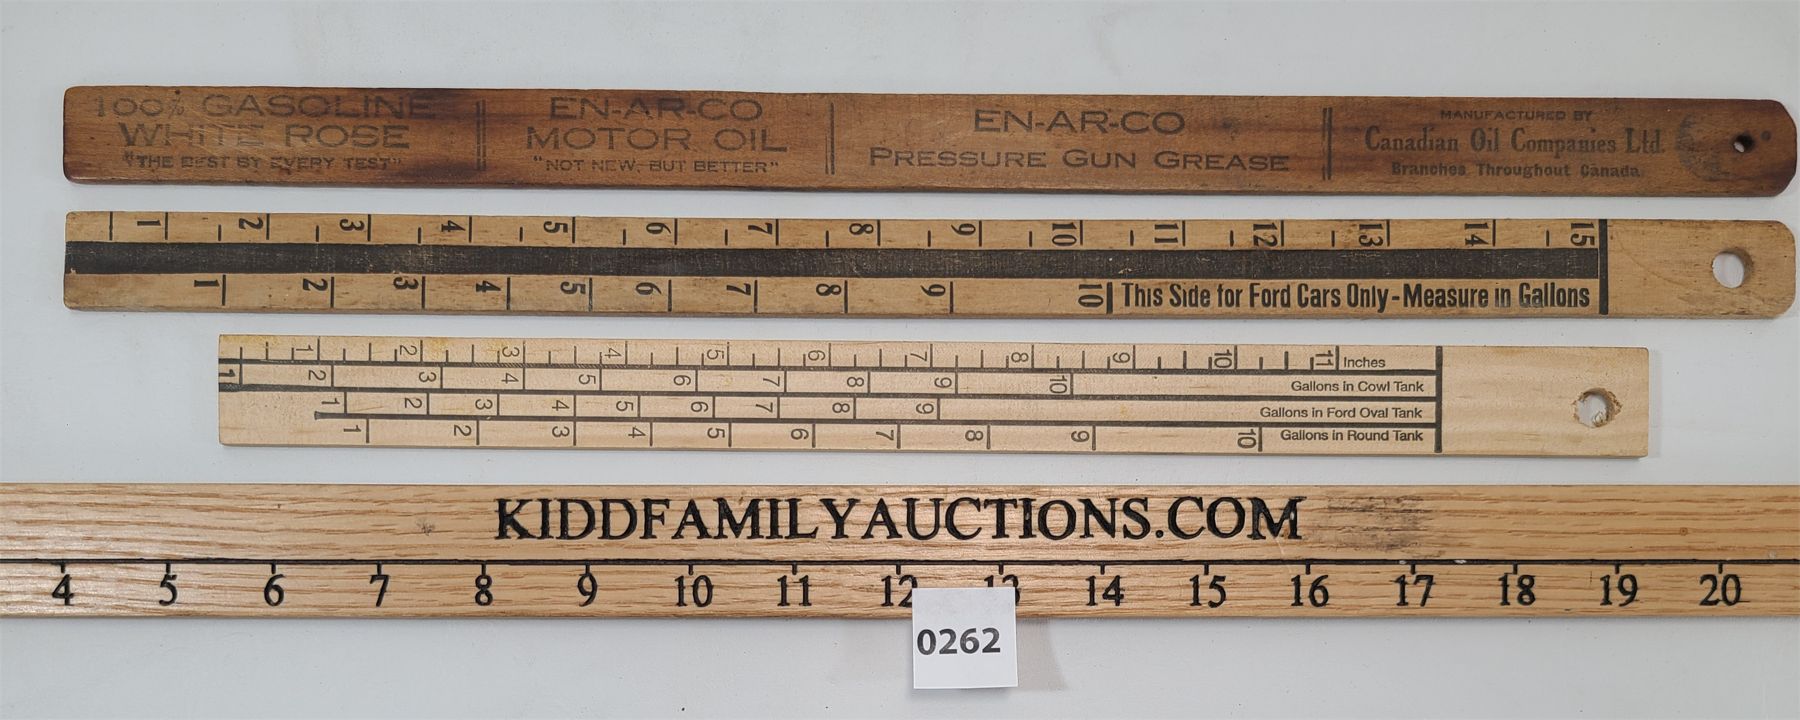 100% GASOLINE
WHITE ROSE
"THE BEST BY EVERY TEST"
EN-AR-CO
MOTOR OIL
"NOT NEW, BUT BETTER"
EN-AR-CO
PRESSURE GUN GREASE
MANUFACTURED BY
Canadian Oil Companies Ltd.
Branches Throughout Canada
1 2 3 4 5 6 7 8 9 10 11 12 13 14 15
1 2 3 4 5 6 7 8 9 10 This Side for Ford Cars Only-Measure in Gallons
1 2 3 4 5 6 7 8 9 10 11 Inches
1 2 3 4 5 6 7 8 9 10 Gallons in Cowl Tank
1 2 3 4 5 6 7 8 9 Gallons in Ford Oval Tank
1 2 3 4 5 6 7 8 9 10 Gallons in Round Tank
KIDDFAMILYAUCTIONS.COM
4 5 6 7 8 9 10 11 12 13 14 15 16 17 18 19 20
0262